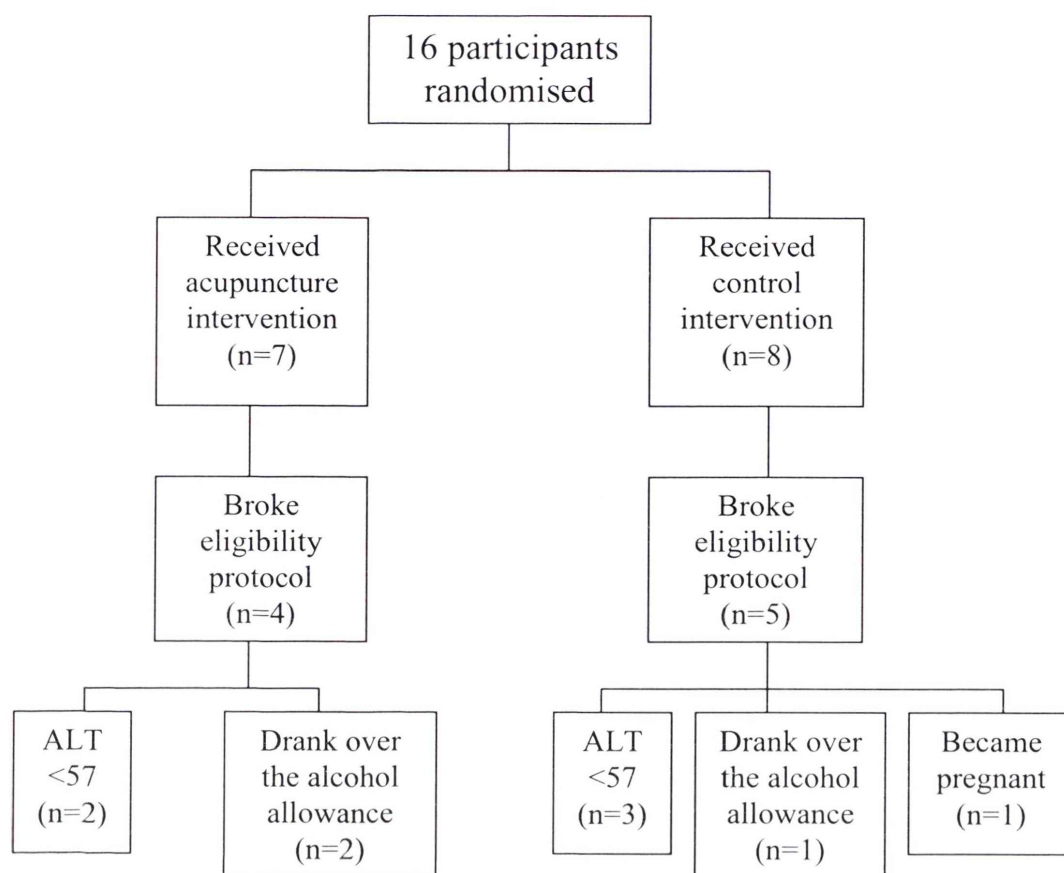 16 participants
randomised
Received
acupuncture
intervention
(n=7)
Received
control
intervention
(n=8)
Broke
eligibility
protocol
(n=4)
Broke
eligibility
protocol
(n=5)
ALT
<57
(n=2)
Drank over
the alcohol
allowance
(n=2)
ALT
<57
(n=3)
Drank over
the alcohol
allowance
(n=1)
Became
pregnant
(n=1)